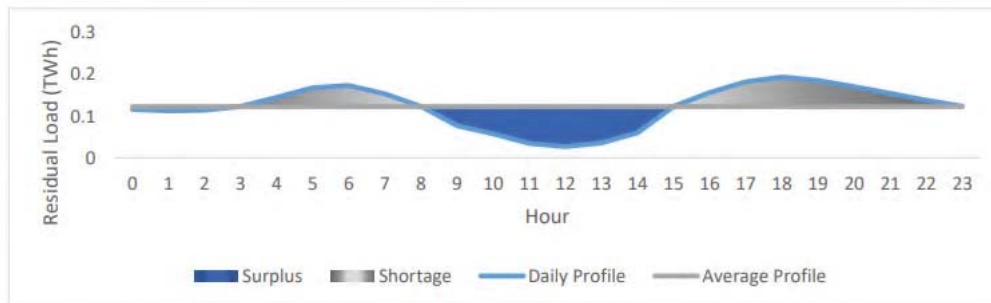 Residual Load (TWh)
0.3
0.2
0.1
0
0 1 2 3 4 5 6 7 8 9 10 11 12 13 14 15 16 17 18 19 20 21 22 23
Hour
Surplus Shortage Daily Profile Average Profile